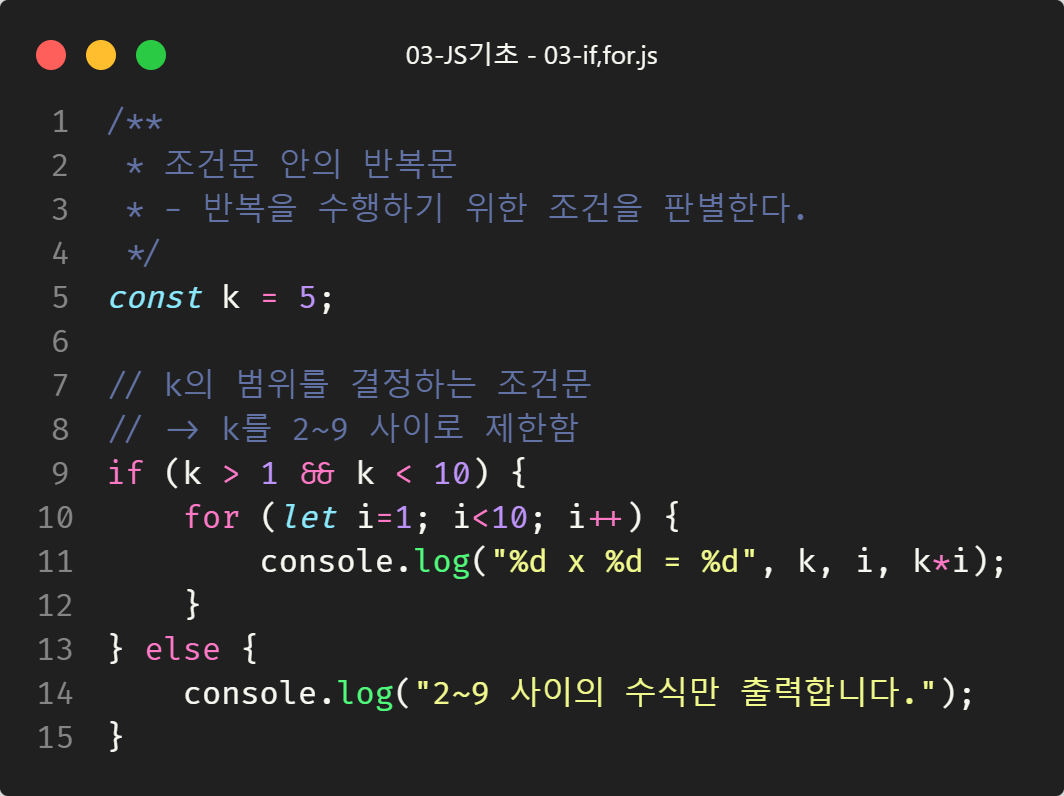 03-JS기초 - 03-if,for.js
1 /**
2  * 조건문 안의 반복문
3  * - 반복을 수행하기 위한 조건을 판별한다.
4  */
5 const k = 5;
6
7 // k의 범위를 결정하는 조건문
8 // -> k를 2~9 사이로 제한함
9 if (k > 1 && k < 10) {
10     for (let i=1; i<10; i++) {
11         console.log("%d x %d = %d", k, i, k*i);
12     }
13 } else {
14     console.log("2~9 사이의 수식만 출력합니다.");
15 }